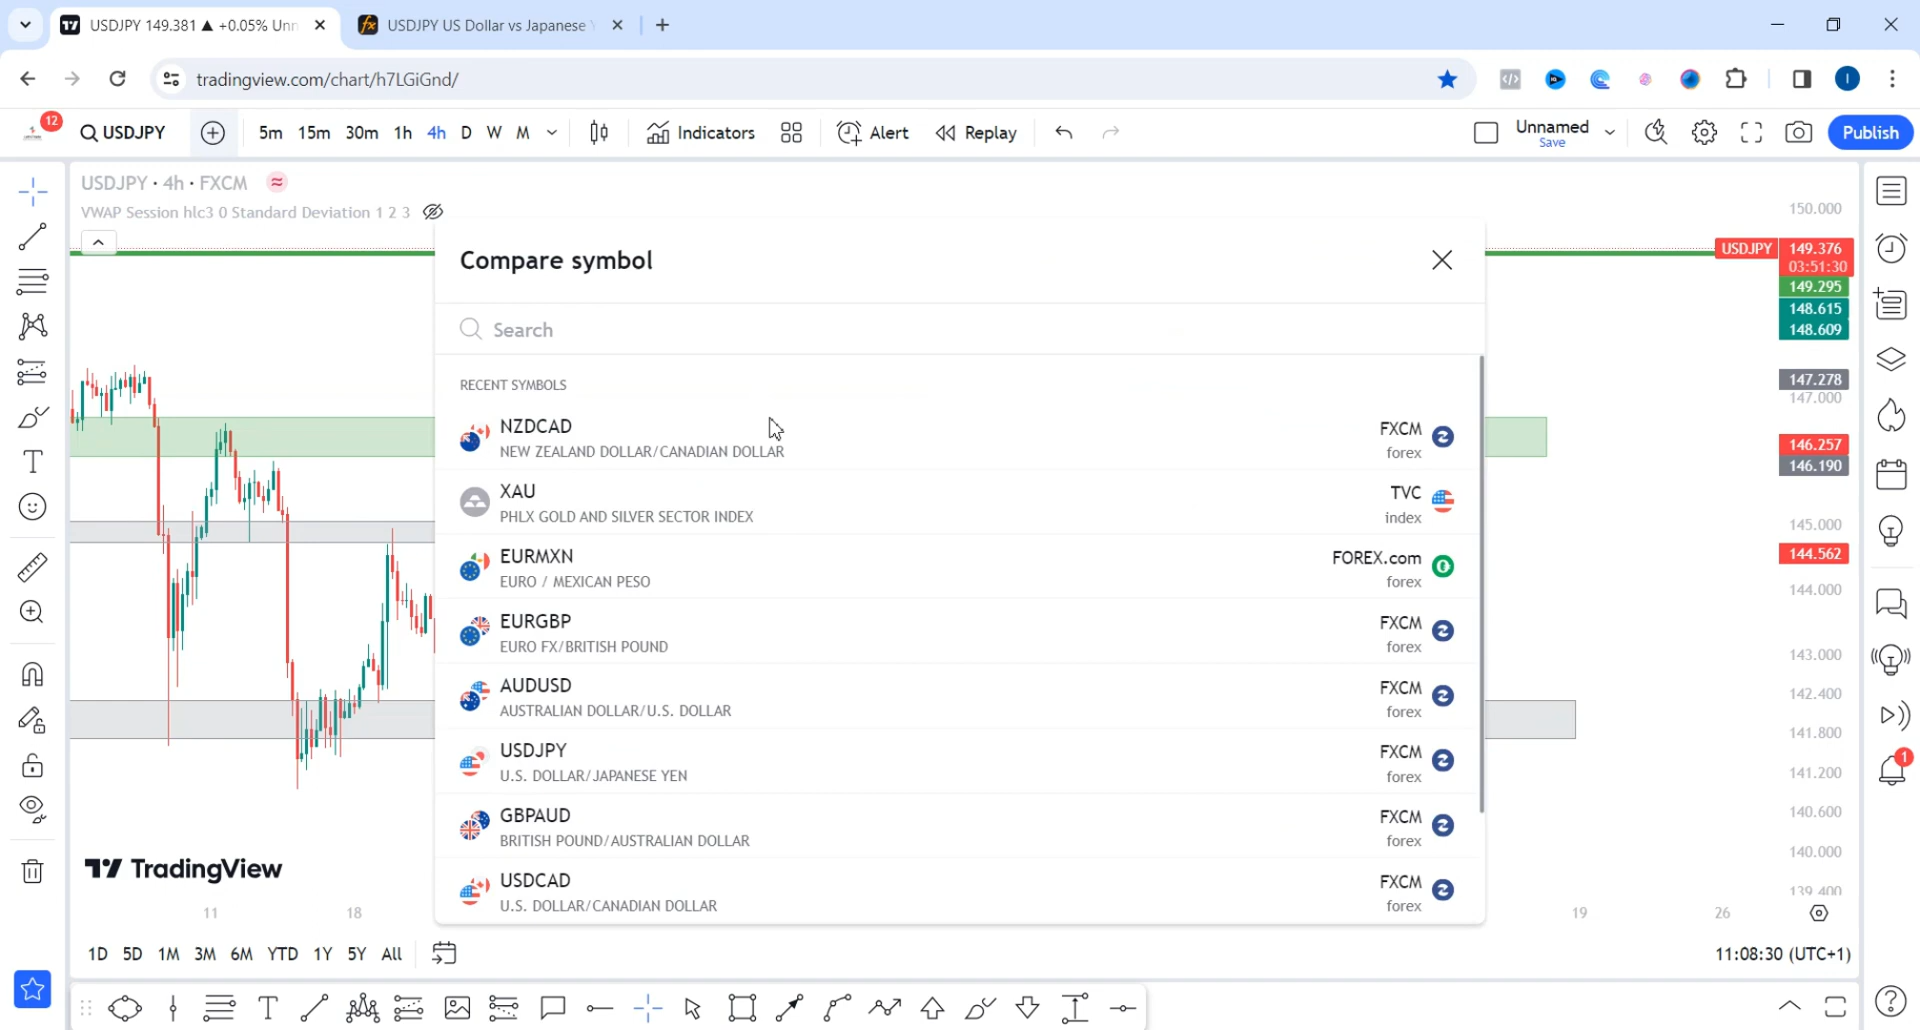 USDJPY 149.381 ▲ +0.05% Unn
USDJPY US Dollar vs Japanese Y
tradingview.com/chart/h7LGiGnd/
I
12
USDJPY
5m 15m 30m 1h 4h D W M
Indicators
Alert
Replay
Unnamed
Save
Publish
USDJPY · 4h · FXCM
VWAP Session hlc3 0 Standard Deviation 1 2 3
Compare symbol
Search
RECENT SYMBOLS
NZDCAD
NEW ZEALAND DOLLAR/CANADIAN DOLLAR
FXCM
forex
XAU
PHLX GOLD AND SILVER SECTOR INDEX
TVC
index
EURMXN
EURO / MEXICAN PESO
FOREX.com
forex
EURGBP
EURO FX/BRITISH POUND
FXCM
forex
AUDUSD
AUSTRALIAN DOLLAR/U.S. DOLLAR
FXCM
forex
USDJPY
U.S. DOLLAR/JAPANESE YEN
FXCM
forex
GBPAUD
BRITISH POUND/AUSTRALIAN DOLLAR
FXCM
forex
USDCAD
U.S. DOLLAR/CANADIAN DOLLAR
FXCM
forex
150.000
USDJPY 149.376
03:51:30
149.295
148.615
148.609
147.278
147.000
146.257
146.190
145.000
144.562
144.000
143.000
142.400
141.800
141.200
140.600
140.000
139.400
1
TradingView
11 18 19 26
1D 5D 1M 3M 6M YTD 1Y 5Y All
11:08:30 (UTC+1)